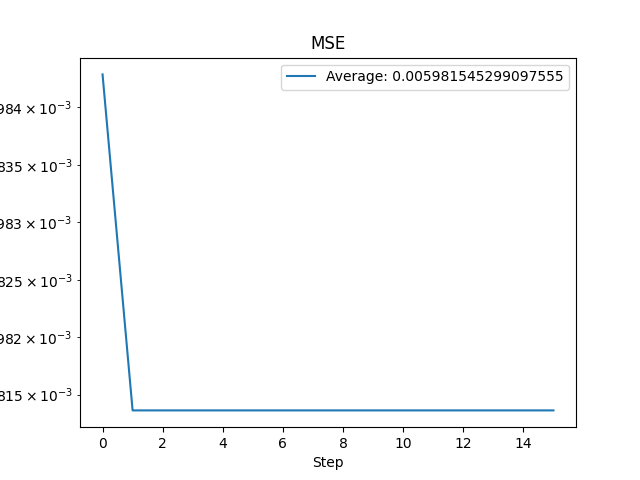 MSE
Average: 0.005981545299097555
984 × 10⁻³
835 × 10⁻³
983 × 10⁻³
825 × 10⁻³
982 × 10⁻³
815 × 10⁻³
0 2 4 6 8 10 12 14
Step